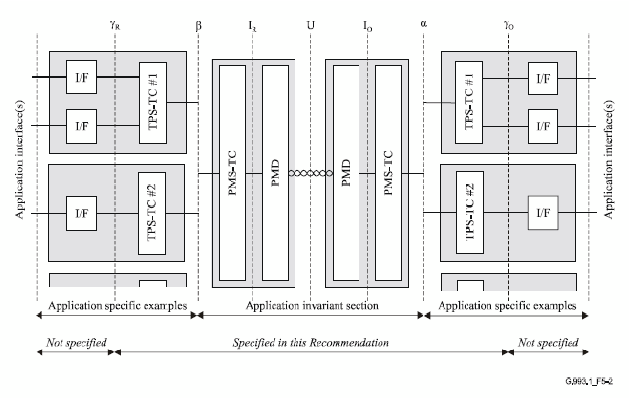 γR β IR U IO α γO
Application interface(s)
I/F
I/F
TPS-TC #1
I/F
TPS-TC #2
PMS-TC
PMD
PMD
PMS-TC
TPS-TC #1
I/F
I/F
TPS-TC #2
I/F
Application interface(s)
Application specific examples
Application invariant section
Application specific examples
Not specified
Specified in this Recommendation
Not specified
G.993.1_F5-2